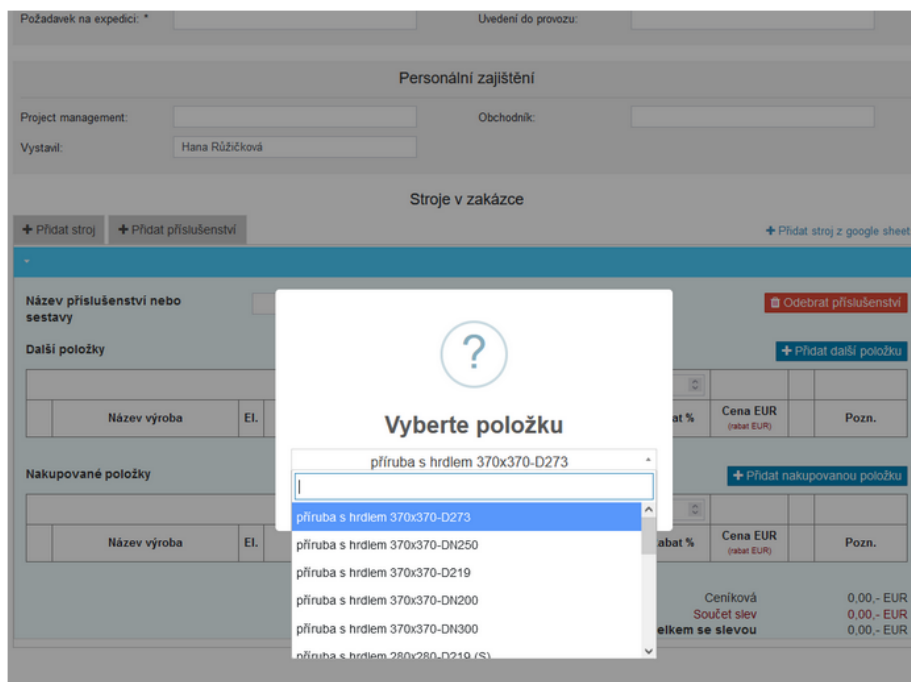 Požadavek na expedici: * Uvedení do provozu:
Personální zajištění
Project management: Obchodník:
Vystavil: Hana Růžičková
Stroje v zakázce
Přidat stroj Přidat příslušenství Přidat stroj z google sheet
Název příslušenství nebo
sestavy
Odebrat příslušenství
Další položky Přidat další položku
Název výroba El. at % Cena EUR (rabat EUR) Pozn.
Vyberte položku
příruba s hrdlem 370x370-D273
Nakupované položky Přidat nakupovanou položku
příruba s hrdlem 370x370-D273
Název výroba El. abat % Cena EUR (rabat EUR) Pozn.
příruba s hrdlem 370x370-DN250
příruba s hrdlem 370x370-D219
příruba s hrdlem 370x370-DN200
příruba s hrdlem 370x370-DN300
příruba s hrdlem 280x280-D219 (S)
Ceníková 0,00,- EUR
Součet slev 0,00,- EUR
elkem se slevou 0,00,- EUR